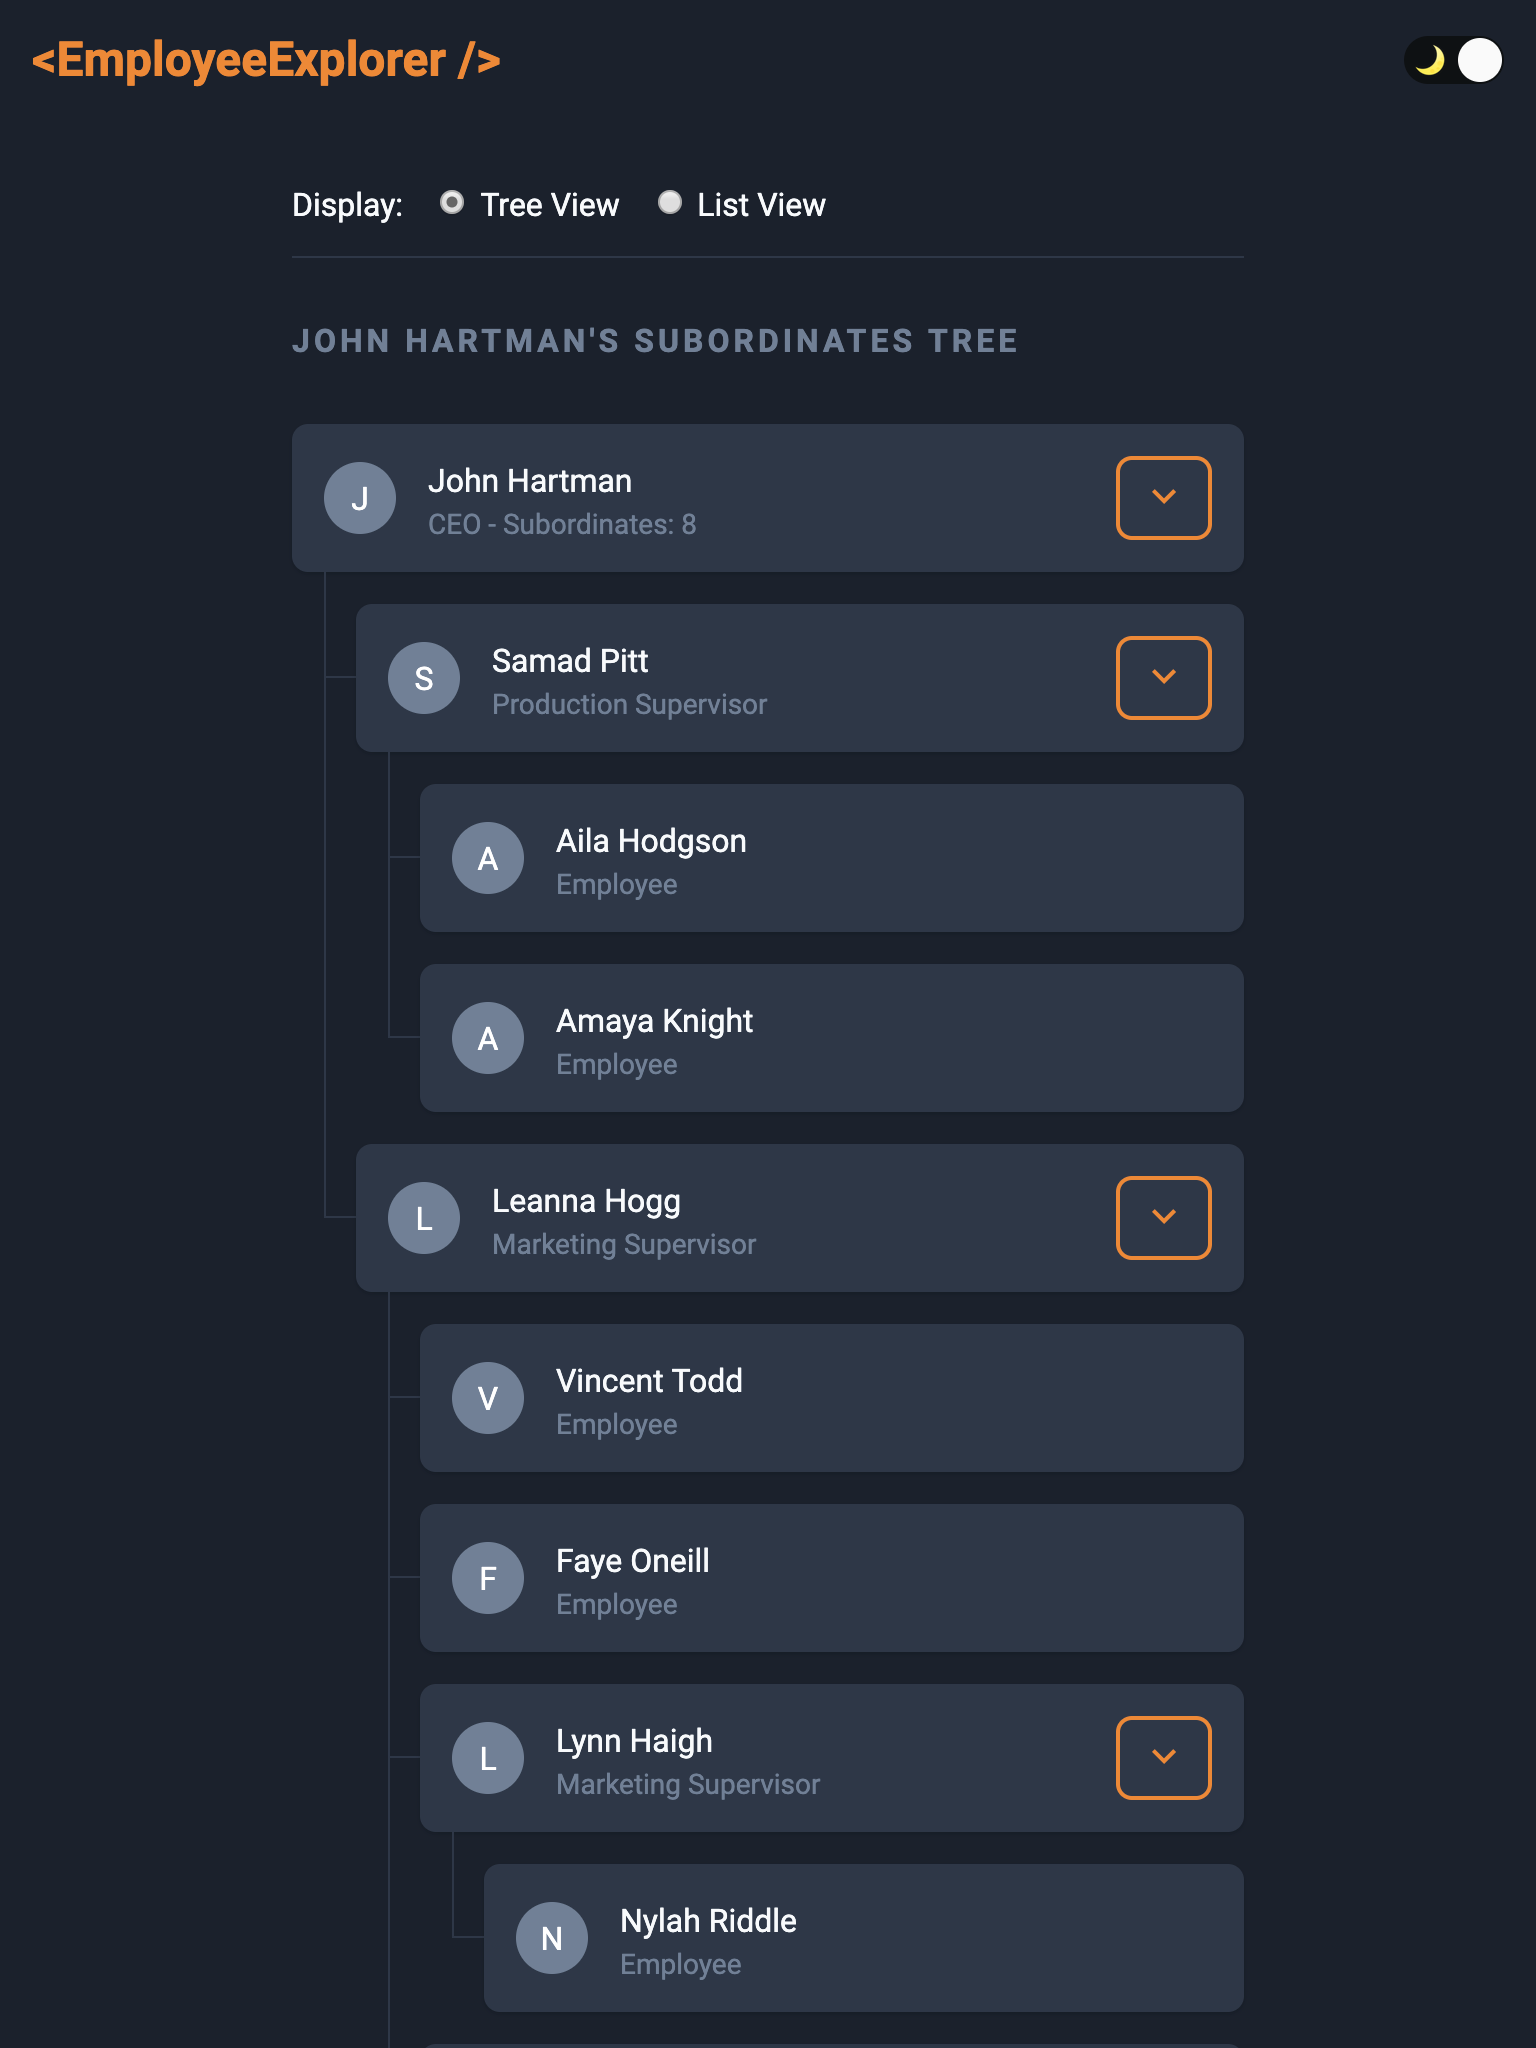 <EmployeeExplorer />
Display: Tree View List View
JOHN HARTMAN'S SUBORDINATES TREE
J
John Hartman
CEO - Subordinates: 8
S
Samad Pitt
Production Supervisor
A
Aila Hodgson
Employee
A
Amaya Knight
Employee
L
Leanna Hogg
Marketing Supervisor
V
Vincent Todd
Employee
F
Faye Oneill
Employee
L
Lynn Haigh
Marketing Supervisor
N
Nylah Riddle
Employee